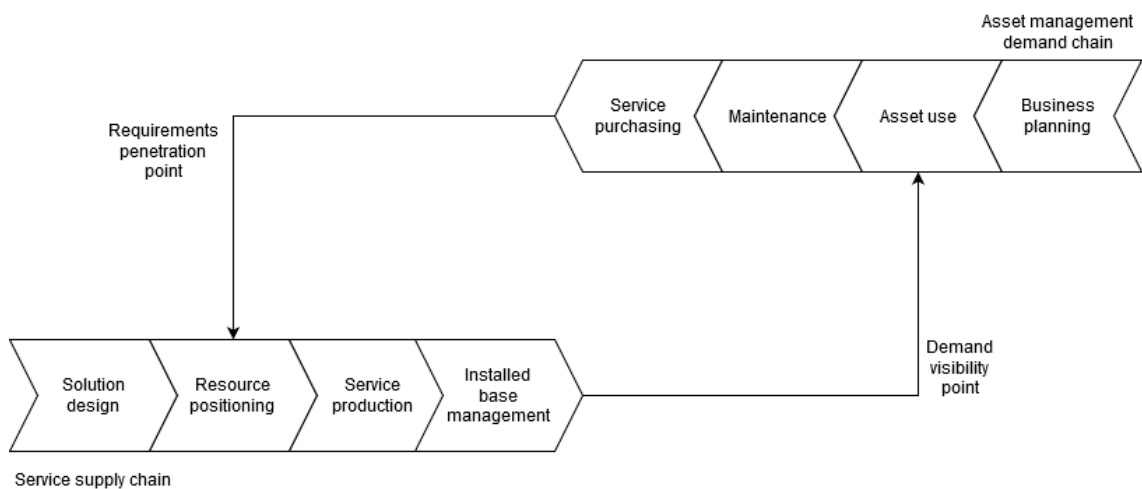 Asset management
demand chain
Service
purchasing
Maintenance
Asset use
Business
planning
Requirements
penetration
point
Solution
design
Resource
positioning
Service
production
Installed
base
management
Demand
visibility
point
Service supply chain